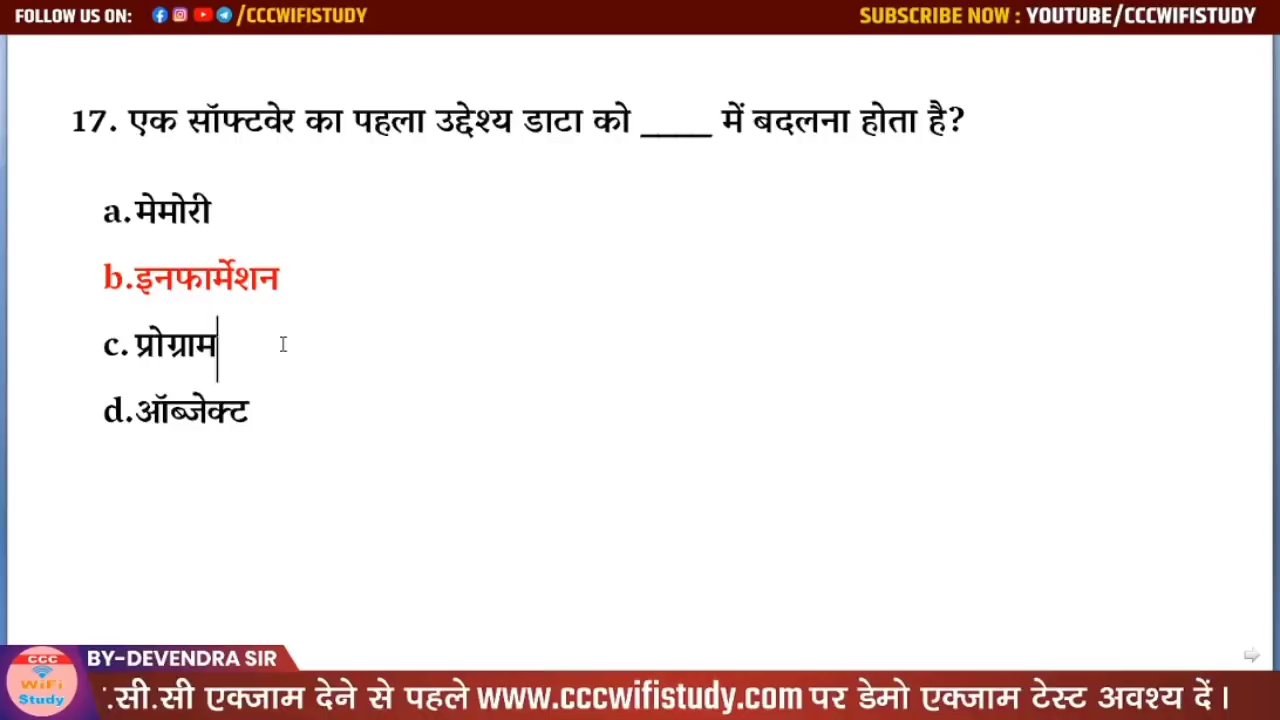 FOLLOW US ON: /CCCWIFISTUDY
SUBSCRIBE NOW : YOUTUBE/CCCWIFISTUDY
17. एक सॉफ्टवेर का पहला उद्देश्य डाटा को ____ में बदलना होता है?
a. मेमोरी
b. इनफार्मेशन
c. प्रोग्राम
d. ऑब्जेक्ट
CCC
WiFi
Study
BY-DEVENDRA SIR
.सी.सी एक्जाम देने से पहले www.cccwifistudy.com पर डेमो एक्जाम टेस्ट अवश्य दें ।